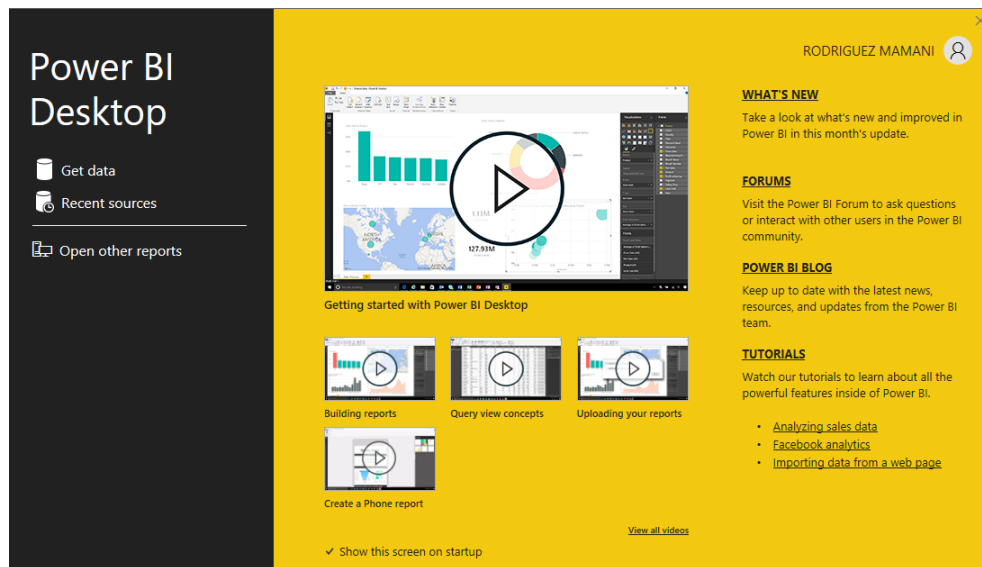 Power BI
Desktop
Get data
Recent sources
Open other reports
RODRIGUEZ MAMANI
1.13M
127.93M
NORTH
AMERICA
AFRICA
Getting started with Power BI Desktop
Building reports
Query view concepts
Uploading your reports
Create a Phone report
View all videos
Show this screen on startup
WHAT'S NEW
Take a look at what's new and improved in
Power BI in this month's update.
FORUMS
Visit the Power BI Forum to ask questions
or interact with other users in the Power BI
community.
POWER BI BLOG
Keep up to date with the latest news,
resources, and updates from the Power BI
team.
TUTORIALS
Watch our tutorials to learn about all the
powerful features inside of Power BI.
• Analyzing sales data
• Facebook analytics
• Importing data from a web page